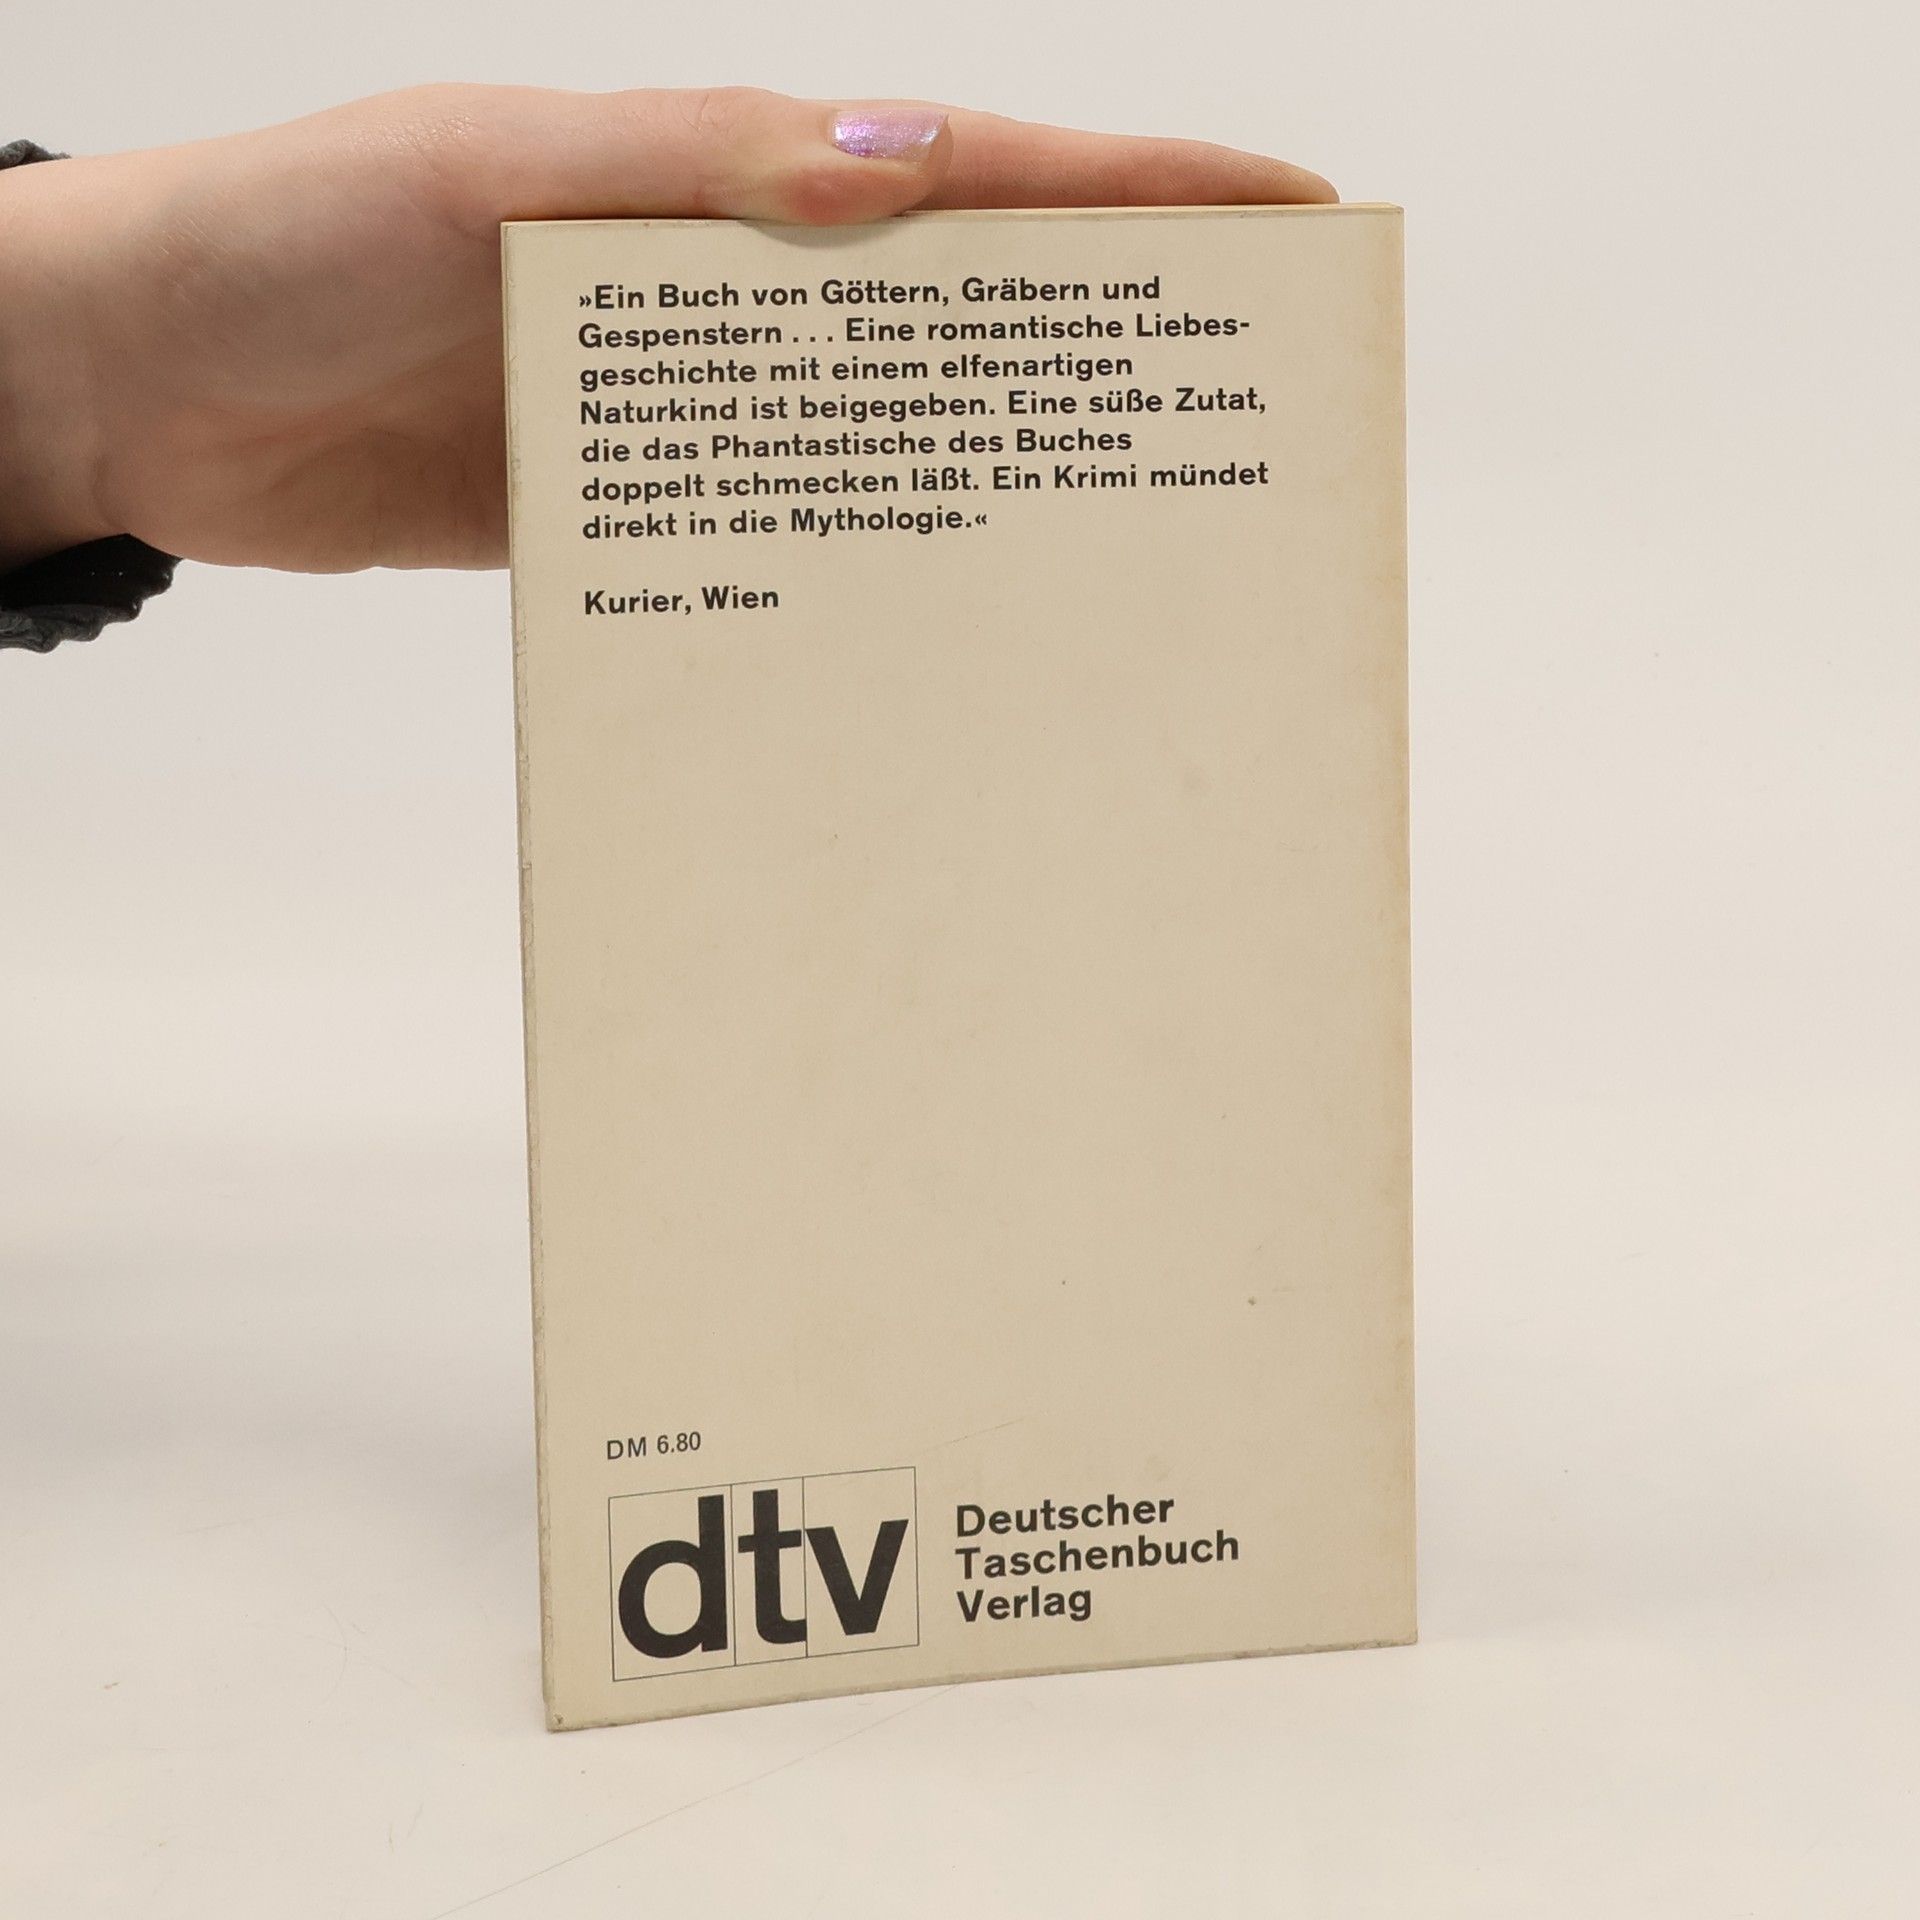 »Ein Buch von Göttern, Gräbern und
Gespenstern . . . Eine romantische Liebes-
geschichte mit einem elfenartigen
Naturkind ist beigegeben. Eine süße Zutat,
die das Phantastische des Buches
doppelt schmecken läßt. Ein Krimi mündet
direkt in die Mythologie.«
Kurier, Wien
DM 6.80
dtv
Deutscher
Taschenbuch
Verlag